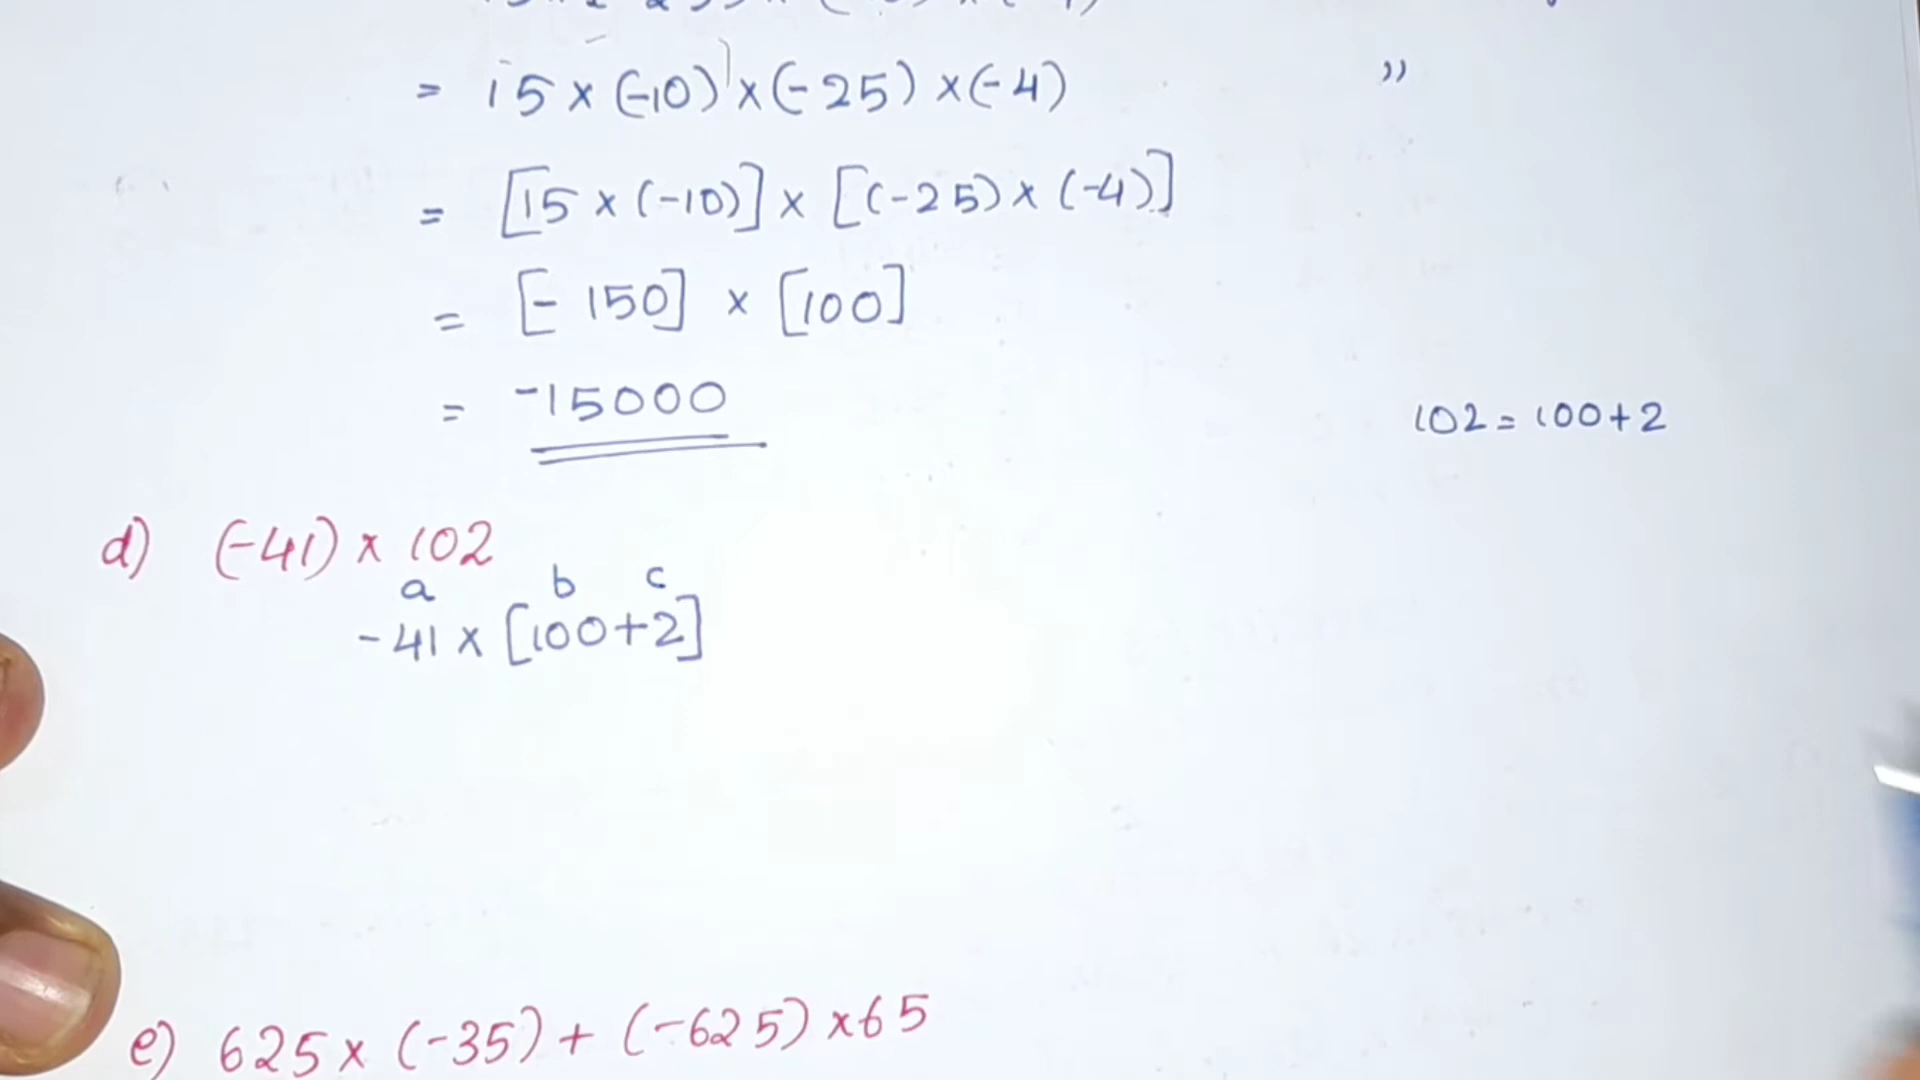 = 15 × (-10) × (-25) × (-4) ”
= [15 × (-10)] × [(-25) × (-4)]
= [- 150] × [100]
= -15000
102 = 100+2
d) (-41) × 102
a b c
-41 × [100+2]
e) 625 × (-35) + (-625) × 65